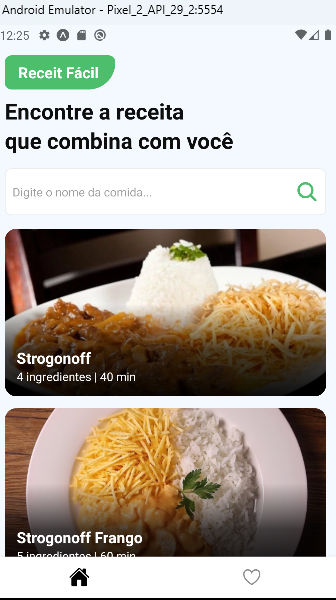 Android Emulator - Pixel_2_API_29_2:5554
12:25
Receit Fácil
Encontre a receita
que combina com você
Digite o nome da comida...
Strogonoff
4 ingredientes | 40 min
Strogonoff Frango
5 ingredientes | 60 min